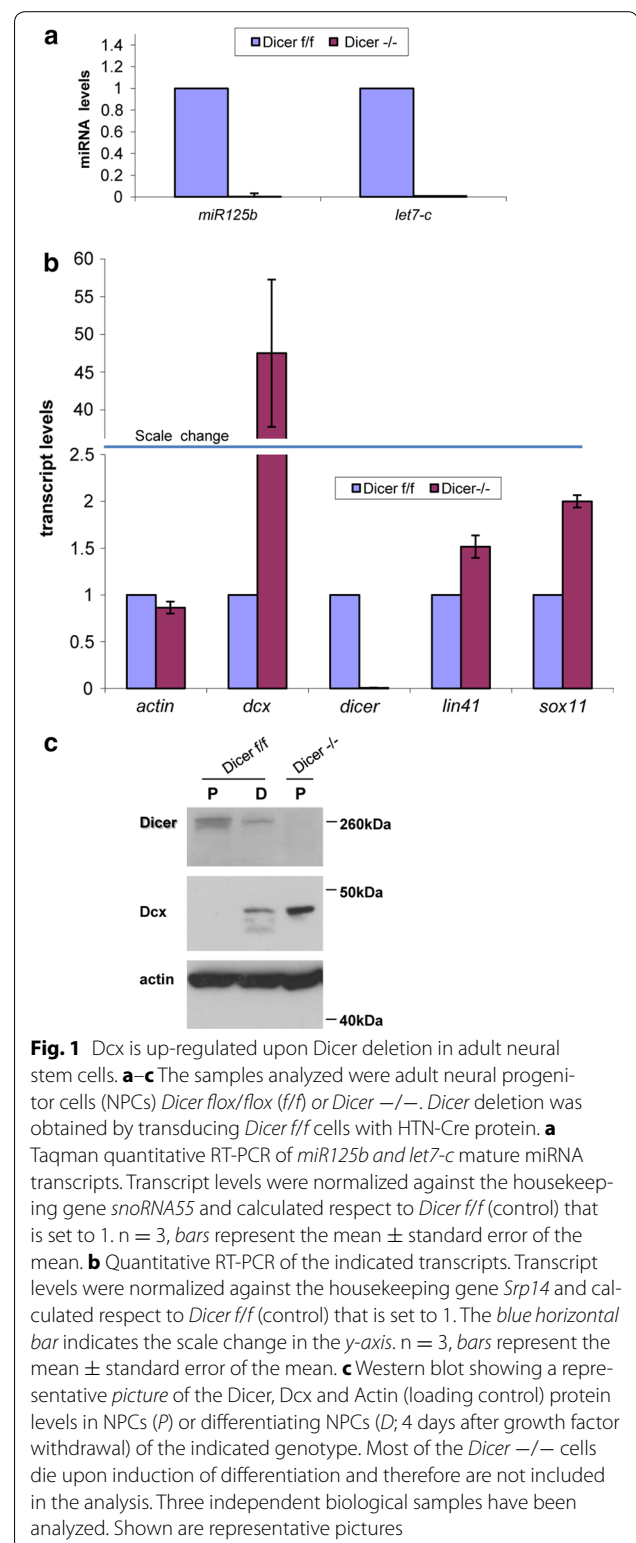 a
Dicer f/f Dicer -/-
miRNA levels
1.4
1.2
1
0.8
0.6
0.4
0.2
0
miR125b let7-c
b
transcript levels
60
55
50
45
40
Scale change
2.5
2
1.5
1
0.5
0
Dicer f/f Dicer-/-
actin dcx dicer lin41 sox11
c
Dicer f/f Dicer -/-
P D P
Dicer 260kDa
50kDa
Dcx
actin
40kDa
Fig. 1 Dcx is up-regulated upon Dicer deletion in adult neural
stem cells. a–c The samples analyzed were adult neural progeni-
tor cells (NPCs) Dicer flox/flox (f/f) or Dicer −/−. Dicer deletion was
obtained by transducing Dicer f/f cells with HTN-Cre protein. a
Taqman quantitative RT-PCR of miR125b and let7-c mature miRNA
transcripts. Transcript levels were normalized against the housekeep-
ing gene snoRNA55 and calculated respect to Dicer f/f (control) that
is set to 1. n = 3, bars represent the mean ± standard error of the
mean. b Quantitative RT-PCR of the indicated transcripts. Transcript
levels were normalized against the housekeeping gene Srp14 and cal-
culated respect to Dicer f/f (control) that is set to 1. The blue horizontal
bar indicates the scale change in the y-axis. n = 3, bars represent the
mean ± standard error of the mean. c Western blot showing a repre-
sentative picture of the Dicer, Dcx and Actin (loading control) protein
levels in NPCs (P) or differentiating NPCs (D; 4 days after growth factor
withdrawal) of the indicated genotype. Most of the Dicer −/− cells
die upon induction of differentiation and therefore are not included
in the analysis. Three independent biological samples have been
analyzed. Shown are representative pictures